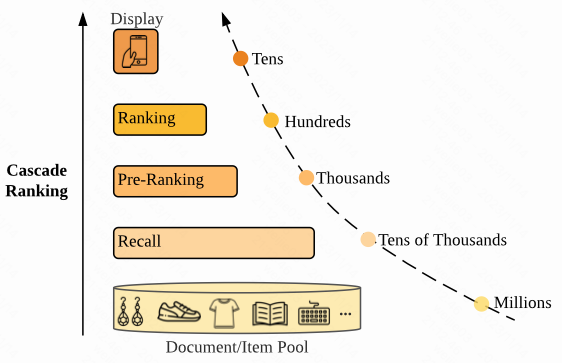 Display
Tens
Ranking
Hundreds
Cascade
Ranking
Pre-Ranking
Thousands
Recall
Tens of Thousands
...
Millions
Document/Item Pool